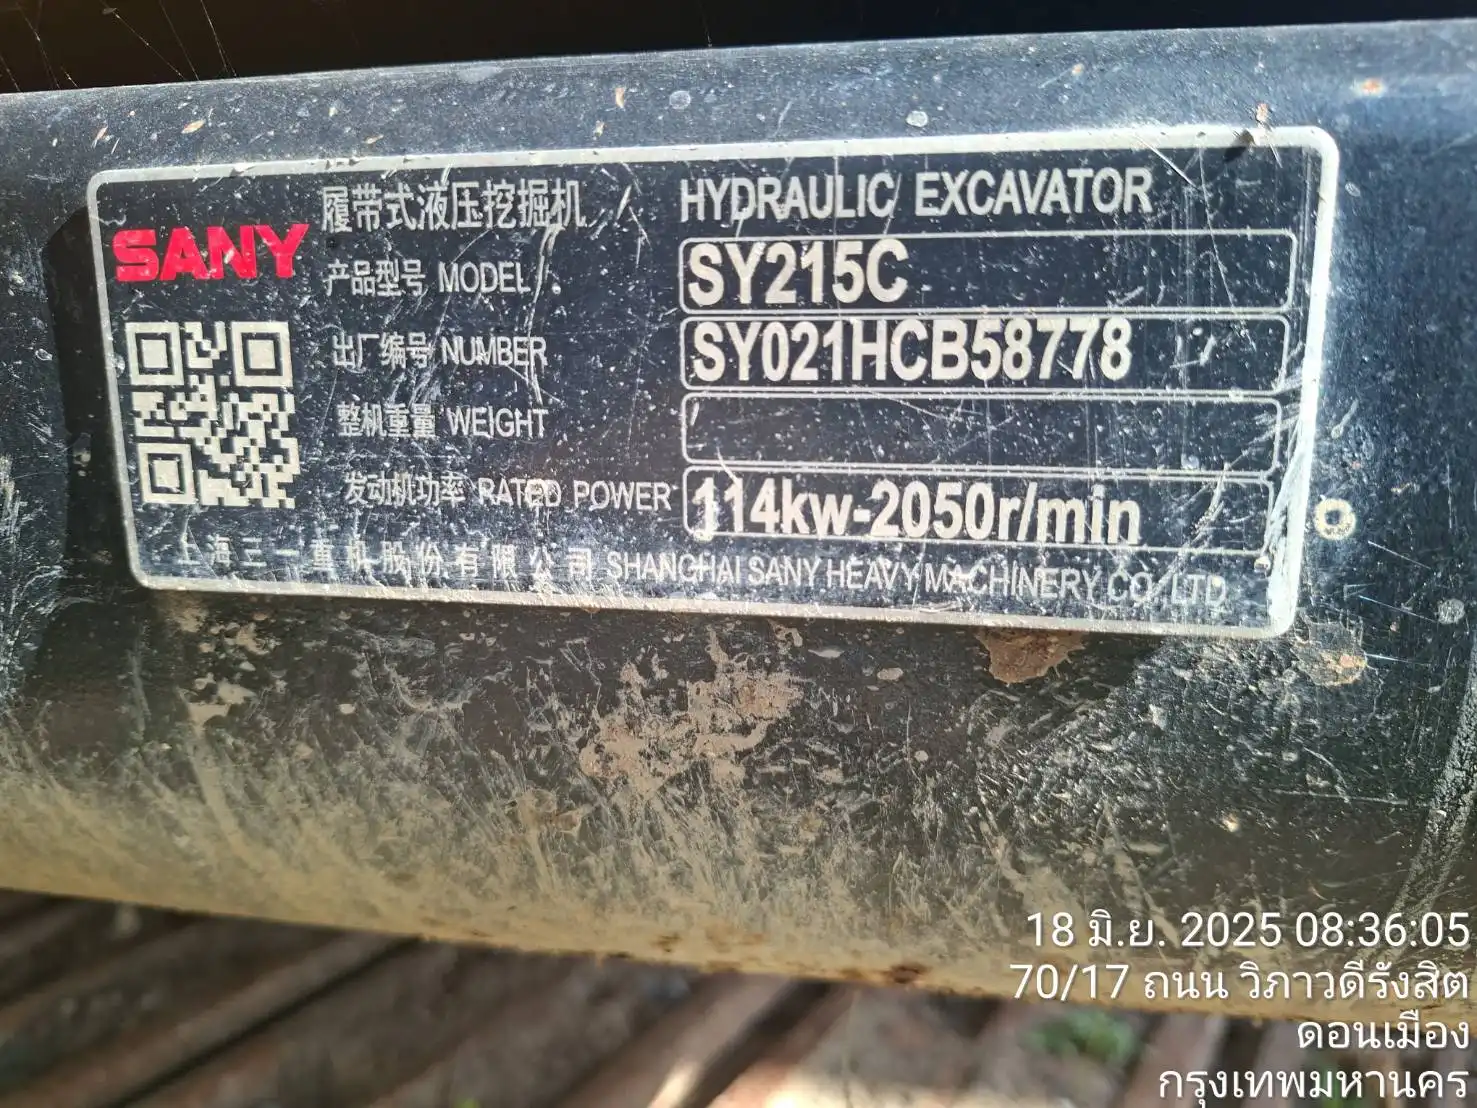 履带式液压挖掘机 HYDRAULIC EXCAVATOR
SANY
产品型号 MODEL SY215C
出厂编号 NUMBER SY021HCB58778
整机重量 WEIGHT
发动机功率 RATED POWER 114kw-2050r/min
上海三一重机股份有限公司 SHANGHAI SANY HEAVY MACHINERY CO.,LTD
18 มิ.ย. 2025 08:36:05
70/17 ถนน วิภาวดีรังสิต
ดอนเมือง
กรุงเทพมหานคร